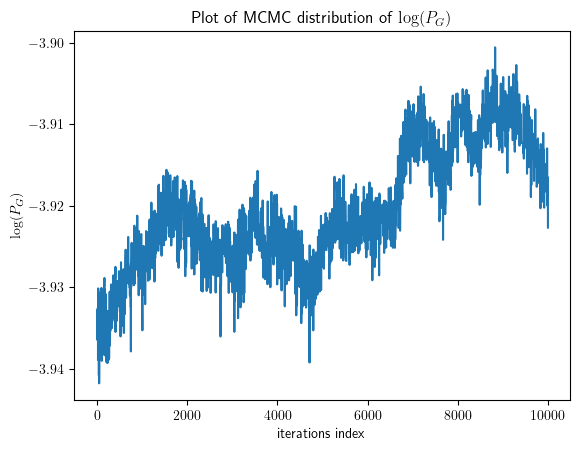 Plot of MCMC distribution of log(P_G)
log(P_G)
−3.90
−3.91
−3.92
−3.93
−3.94
0 2000 4000 6000 8000 10000
iterations index